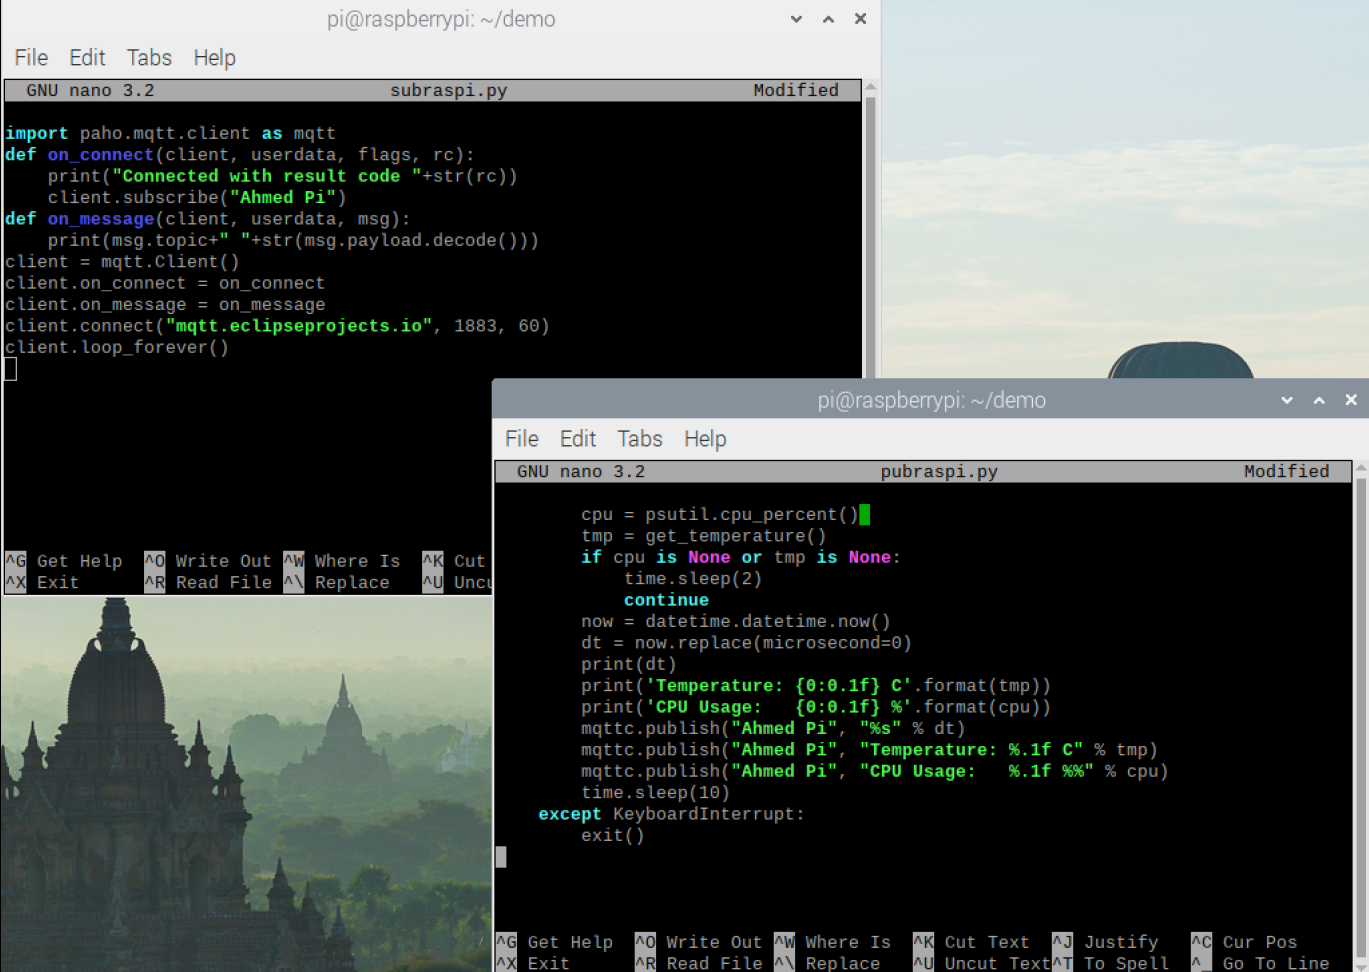 pi@raspberrypi: ~/demo
File Edit Tabs Help
GNU nano 3.2 subraspi.py Modified
import paho.mqtt.client as mqtt
def on_connect(client, userdata, flags, rc):
    print("Connected with result code "+str(rc))
    client.subscribe("Ahmed Pi")
def on_message(client, userdata, msg):
    print(msg.topic+" "+str(msg.payload.decode()))
client = mqtt.Client()
client.on_connect = on_connect
client.on_message = on_message
client.connect("mqtt.eclipseprojects.io", 1883, 60)
client.loop_forever()
^G Get Help ^O Write Out ^W Where Is ^K Cut
^X Exit ^R Read File ^\ Replace ^U Uncu
pi@raspberrypi: ~/demo
File Edit Tabs Help
GNU nano 3.2 pubraspi.py Modified
        cpu = psutil.cpu_percent()
        tmp = get_temperature()
        if cpu is None or tmp is None:
            time.sleep(2)
            continue
        now = datetime.datetime.now()
        dt = now.replace(microsecond=0)
        print(dt)
        print('Temperature: {0:0.1f} C'.format(tmp))
        print('CPU Usage:   {0:0.1f} %'.format(cpu))
        mqttc.publish("Ahmed Pi", "%s" % dt)
        mqttc.publish("Ahmed Pi", "Temperature: %.1f C" % tmp)
        mqttc.publish("Ahmed Pi", "CPU Usage:   %.1f %%" % cpu)
        time.sleep(10)
    except KeyboardInterrupt:
        exit()
^G Get Help ^O Write Out ^W Where Is ^K Cut Text ^J Justify ^C Cur Pos
^X Exit ^R Read File ^\ Replace ^U Uncut Text ^T To Spell ^_ Go To Line